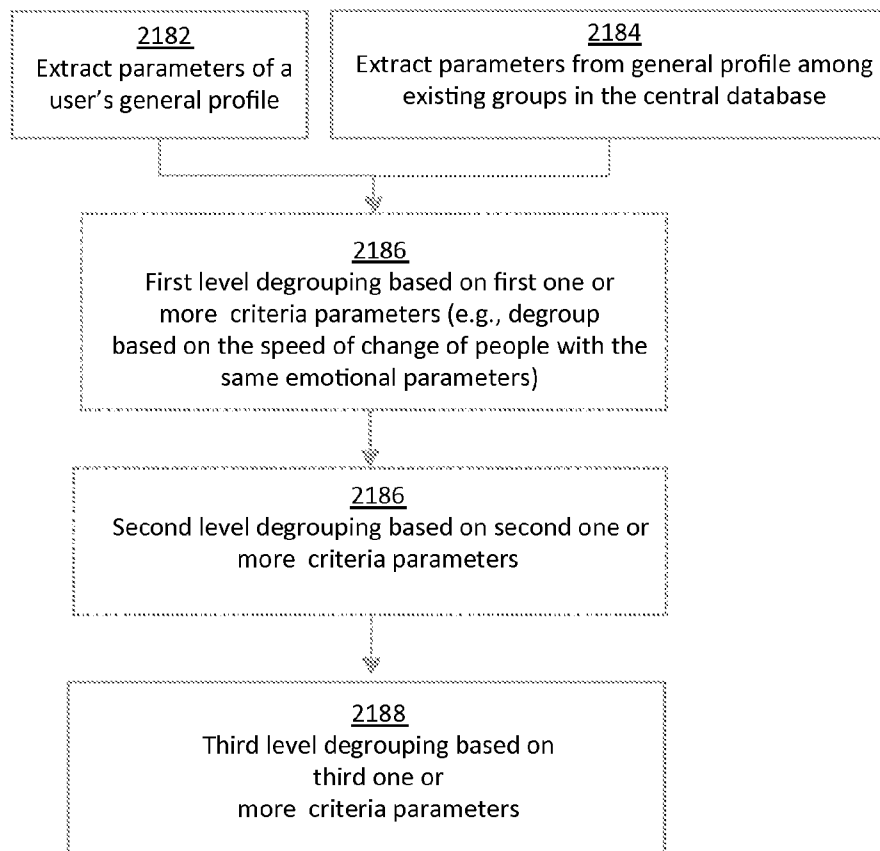 2182
Extract parameters of a
user's general profile
2184
Extract parameters from general profile among
existing groups in the central database
2186
First level degrouping based on first one or
more criteria parameters (e.g., degroup
based on the speed of change of people with the
same emotional parameters)
2186
Second level degrouping based on second one or
more criteria parameters
2188
Third level degrouping based on
third one or
more criteria parameters